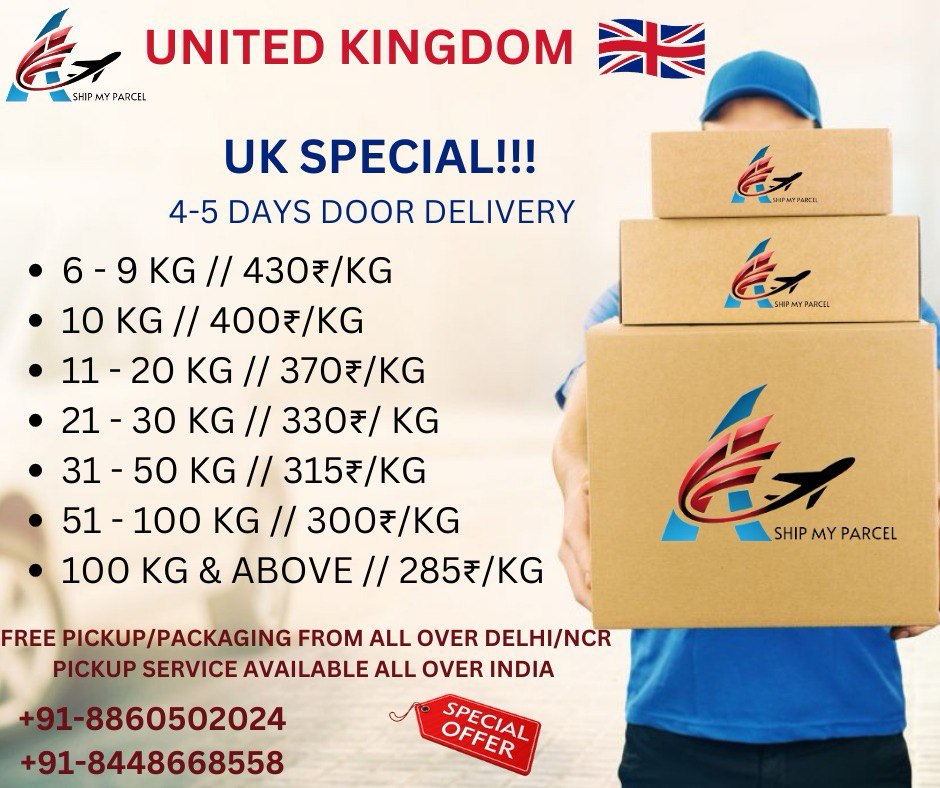 SHIP MY PARCEL
UNITED KINGDOM
UK SPECIAL!!!
4-5 DAYS DOOR DELIVERY
• 6 - 9 KG // 430₹/KG
• 10 KG // 400₹/KG
• 11 - 20 KG // 370₹/KG
• 21 - 30 KG // 330₹/ KG
• 31 - 50 KG // 315₹/KG
• 51 - 100 KG // 300₹/KG
• 100 KG & ABOVE // 285₹/KG
FREE PICKUP/PACKAGING FROM ALL OVER DELHI/NCR
PICKUP SERVICE AVAILABLE ALL OVER INDIA
+91-8860502024
+91-8448668558
SPECIAL
OFFER
SHIP MY PARCEL
SHIP MY PARCEL
SHIP MY PARCEL